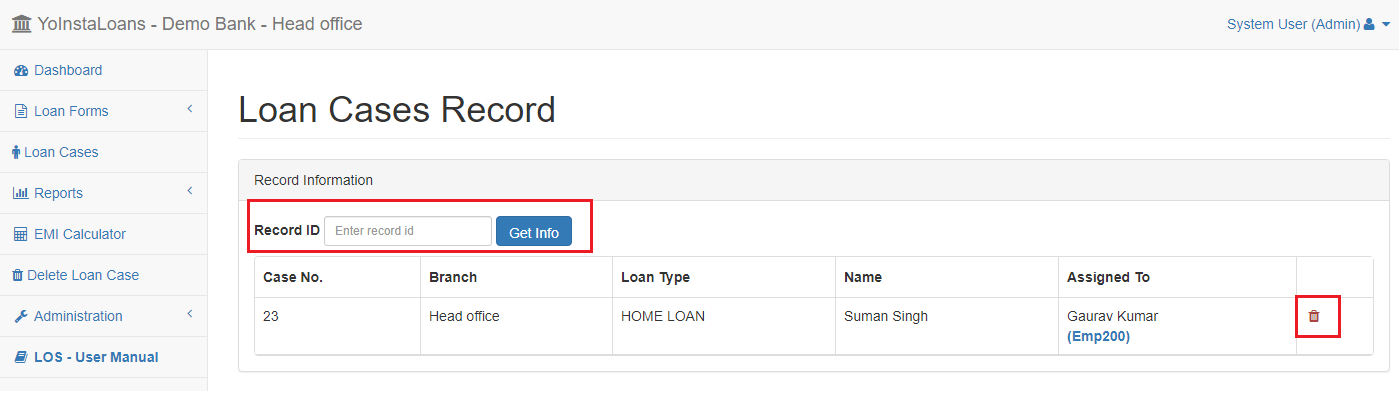 YoInstaLoans - Demo Bank - Head office
System User (Admin)
Dashboard
Loan Forms
Loan Cases
Reports
EMI Calculator
Delete Loan Case
Administration
LOS - User Manual
Loan Cases Record
Record Information
Record ID Enter record id Get Info
Case No. Branch Loan Type Name Assigned To
23 Head office HOME LOAN Suman Singh Gaurav Kumar
(Emp200)